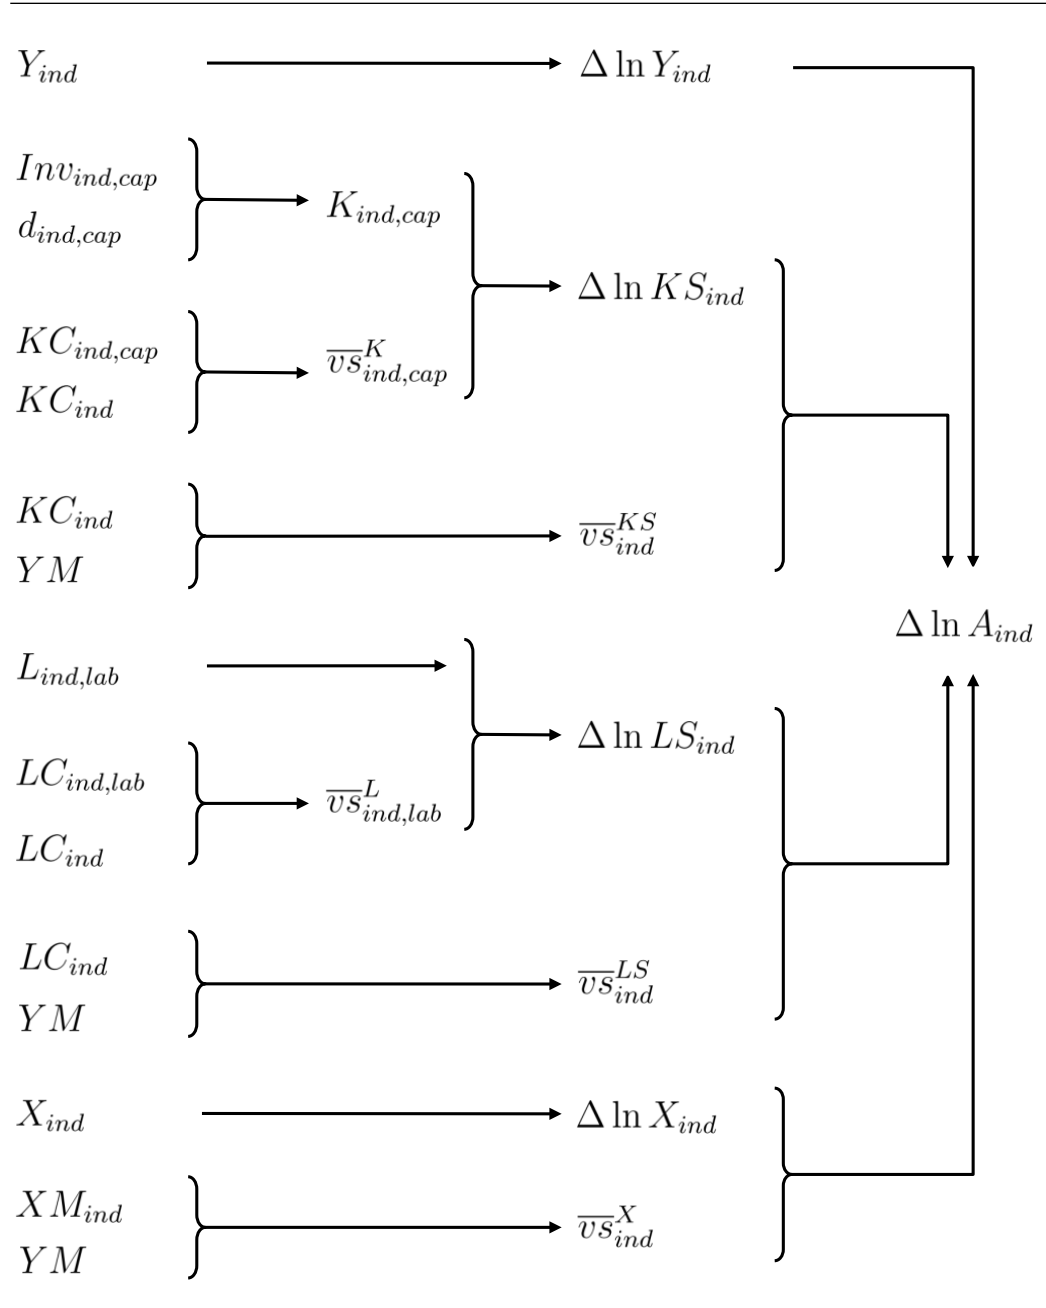 Y_{ind} Δ ln Y_{ind}
Inv_{ind,cap}
K_{ind,cap}
d_{ind,cap}
Δ ln KS_{ind}
KC_{ind,cap}
\overline{vs}^{K}_{ind,cap}
KC_{ind}
KC_{ind}
\overline{vs}^{KS}_{ind}
YM
Δ ln A_{ind}
L_{ind,lab}
Δ ln LS_{ind}
LC_{ind,lab}
\overline{vs}^{L}_{ind,lab}
LC_{ind}
LC_{ind}
\overline{vs}^{LS}_{ind}
YM
X_{ind} Δ ln X_{ind}
XM_{ind}
\overline{vs}^{X}_{ind}
YM